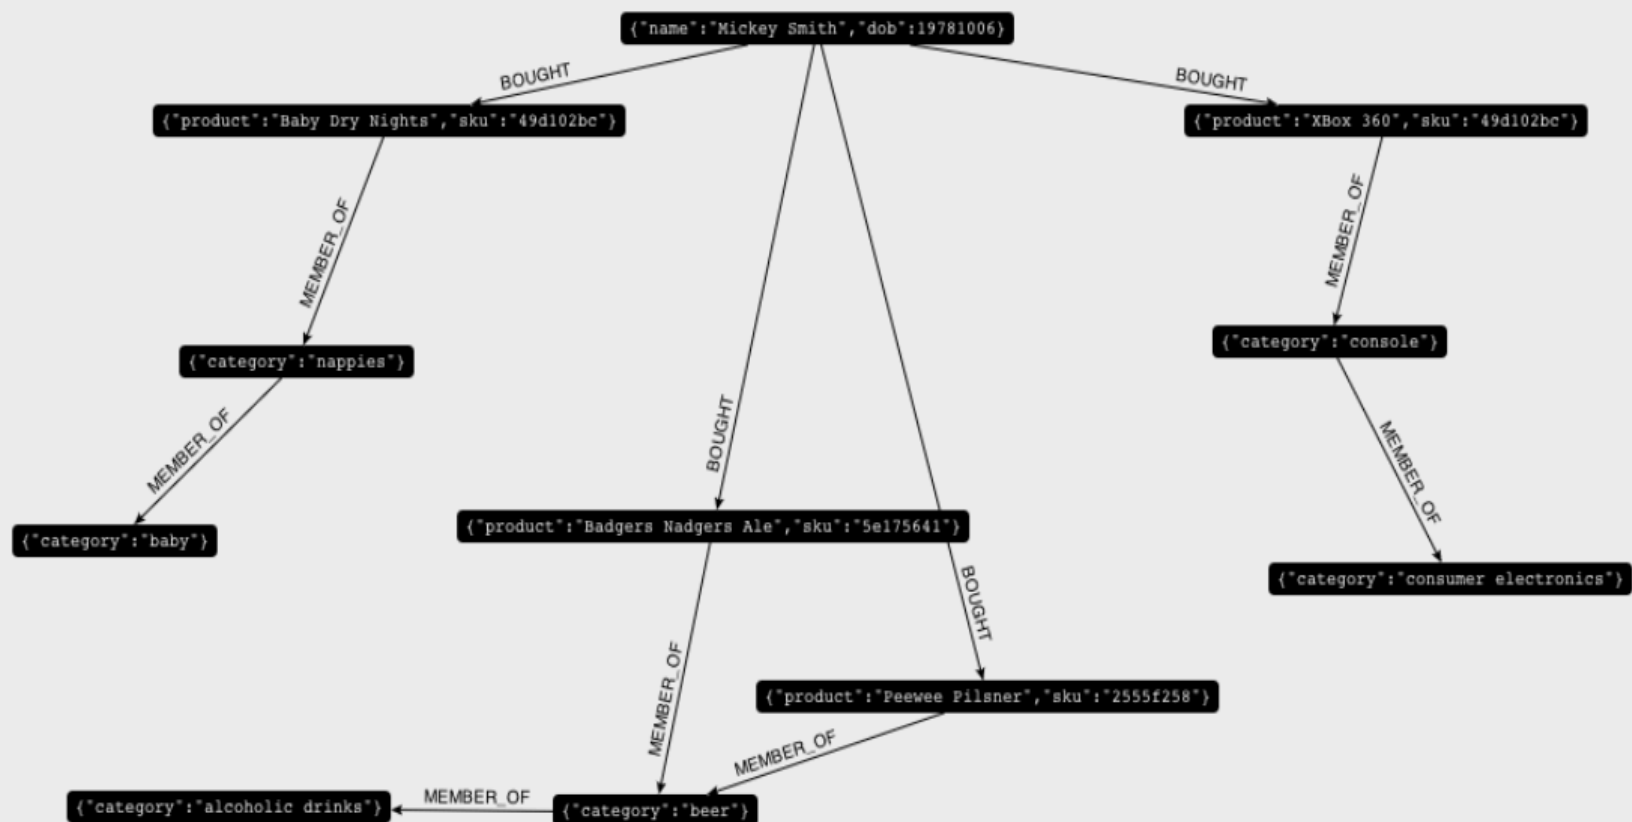 {"name":"Mickey Smith","dob":19781006}
BOUGHT
BOUGHT
{"product":"Baby Dry Nights","sku":"49d102bc"}
{"product":"XBox 360","sku":"49d102bc"}
MEMBER_OF
MEMBER_OF
{"category":"console"}
{"category":"nappies"}
BOUGHT
MEMBER_OF
MEMBER_OF
{"product":"Badgers Nadgers Ale","sku":"5e175641"}
{"category":"baby"}
{"category":"consumer electronics"}
BOUGHT
MEMBER_OF
{"product":"Peewee Pilsner","sku":"2555f258"}
MEMBER_OF
{"category":"alcoholic drinks"}
MEMBER_OF
{"category":"beer"}